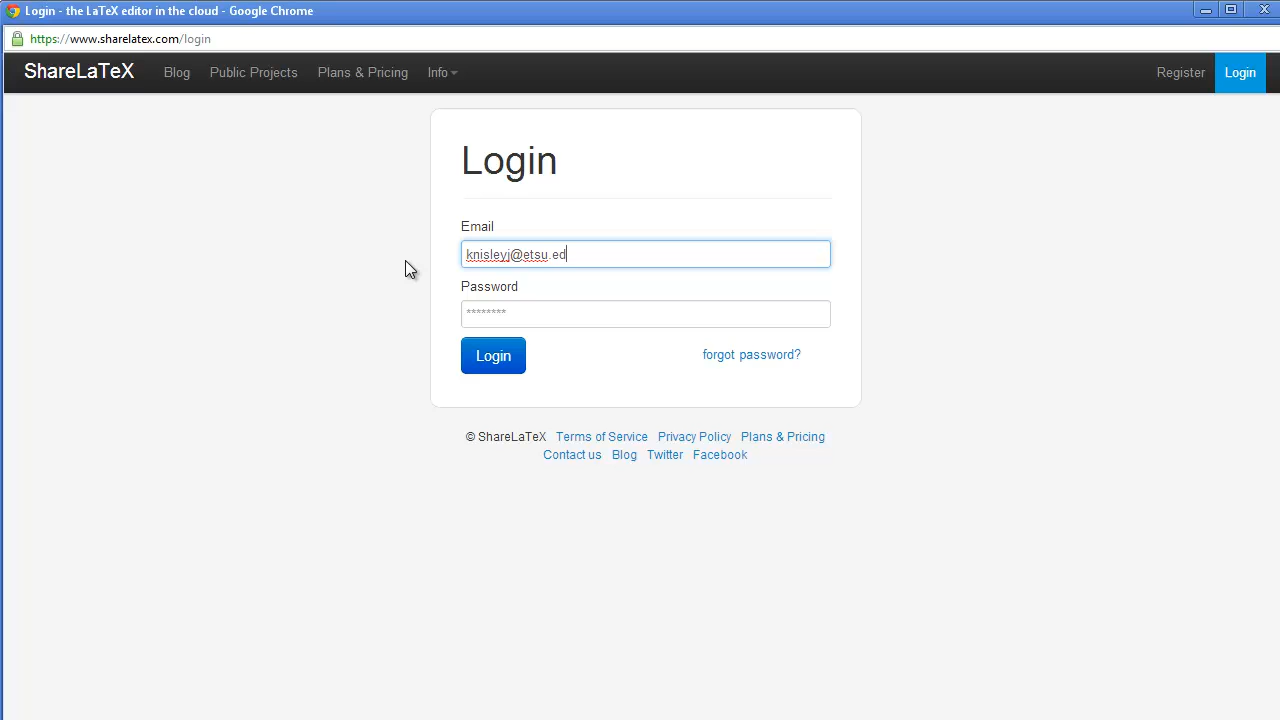 Login - the LaTeX editor in the cloud - Google Chrome
https://www.sharelatex.com/login
ShareLaTeX Blog Public Projects Plans & Pricing Info Register Login
Login
Email
knisleyj@etsu.ed
Password
********
Login forgot password?
© ShareLaTeX Terms of Service Privacy Policy Plans & Pricing
Contact us Blog Twitter Facebook